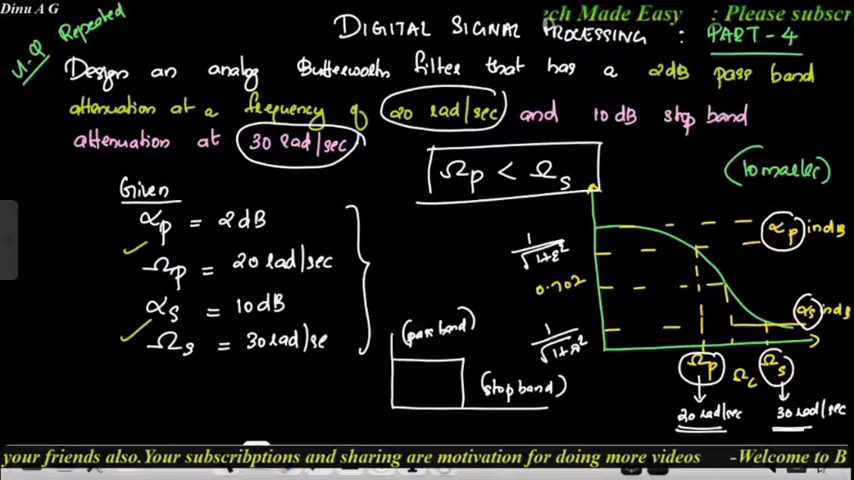 Dinu A G
ech Made Easy : Please subscr
U.Q Repeated
DIGITAL SIGNAL PROCESSING : PART - 4
Design an analog Butterworth filter that has a 2dB pass band
attenuation at a frequency of 20 rad/sec and 10 dB stop band
attenuation at 30 rad/sec
Ωp < Ωs
(10 marks)
Given
αp = 2dB
Ωp = 20 rad/sec
αs = 10dB
Ωs = 30 rad/se
(pass band)
(stop band)
αp in dB
1/√1+ε²
0.707
1/√1+λ²
αs in dB
Ωp Ωc Ωs
20 rad/sec 30 rad/sec
your friends also.Your subscribptions and sharing are motivation for doing more videos -Welcome to B